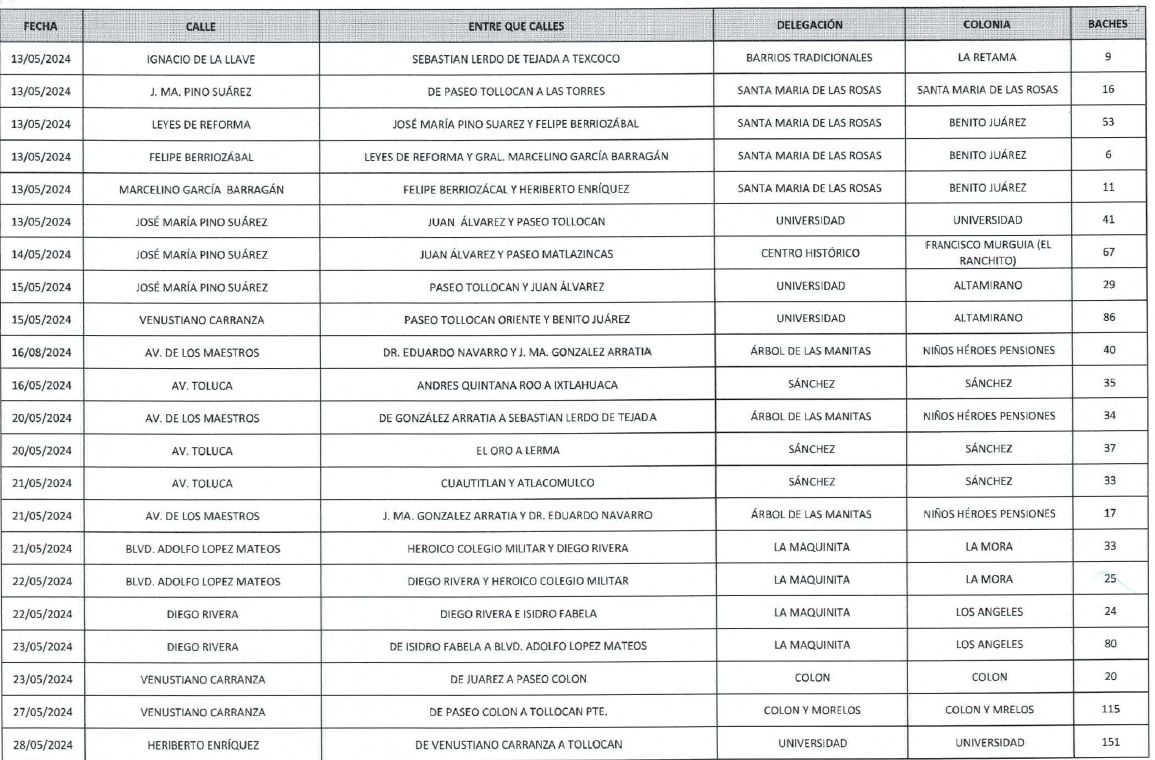 FECHA CALLE ENTRE QUE CALLES DELEGACIÓN COLONIA BACHES
13/05/2024 IGNACIO DE LA LLAVE SEBASTIAN LERDO DE TEJADA A TEXCOCO BARRIOS TRADICIONALES LA RETAMA 9
13/05/2024 J. MA. PINO SUÁREZ DE PASEO TOLLOCAN A LAS TORRES SANTA MARIA DE LAS ROSAS SANTA MARIA DE LAS ROSAS 16
13/05/2024 LEYES DE REFORMA JOSÉ MARÍA PINO SUAREZ Y FELIPE BERRIOZÁBAL SANTA MARIA DE LAS ROSAS BENITO JUÁREZ 53
13/05/2024 FELIPE BERRIOZÁBAL LEYES DE REFORMA Y GRAL. MARCELINO GARCÍA BARRAGÁN SANTA MARIA DE LAS ROSAS BENITO JUÁREZ 6
13/05/2024 MARCELINO GARCÍA BARRAGÁN FELIPE BERRIOZÁCAL Y HERIBERTO ENRÍQUEZ SANTA MARIA DE LAS ROSAS BENITO JUÁREZ 11
13/05/2024 JOSÉ MARÍA PINO SUÁREZ JUAN ÁLVAREZ Y PASEO TOLLOCAN UNIVERSIDAD UNIVERSIDAD 41
14/05/2024 JOSÉ MARÍA PINO SUÁREZ JUAN ÁLVAREZ Y PASEO MATLAZINCAS CENTRO HISTÓRICO FRANCISCO MURGUIA (EL
RANCHITO) 67
15/05/2024 JOSÉ MARÍA PINO SUÁREZ PASEO TOLLOCAN Y JUAN ÁLVAREZ UNIVERSIDAD ALTAMIRANO 29
15/05/2024 VENUSTIANO CARRANZA PASEO TOLLOCAN ORIENTE Y BENITO JUÁREZ UNIVERSIDAD ALTAMIRANO 86
16/08/2024 AV. DE LOS MAESTROS DR. EDUARDO NAVARRO Y J. MA. GONZALEZ ARRATIA ÁRBOL DE LAS MANITAS NIÑOS HÉROES PENSIONES 40
16/05/2024 AV. TOLUCA ANDRES QUINTANA ROO A IXTLAHUACA SÁNCHEZ SÁNCHEZ 35
20/05/2024 AV. DE LOS MAESTROS DE GONZÁLEZ ARRATIA A SEBASTIAN LERDO DE TEJADA ÁRBOL DE LAS MANITAS NIÑOS HÉROES PENSIONES 34
20/05/2024 AV. TOLUCA EL ORO A LERMA SÁNCHEZ SÁNCHEZ 37
21/05/2024 AV. TOLUCA CUAUTITLAN Y ATLACOMULCO SÁNCHEZ SÁNCHEZ 33
21/05/2024 AV. DE LOS MAESTROS J. MA. GONZALEZ ARRATIA Y DR. EDUARDO NAVARRO ÁRBOL DE LAS MANITAS NIÑOS HÉROES PENSIONES 17
21/05/2024 BLVD. ADOLFO LOPEZ MATEOS HEROICO COLEGIO MILITAR Y DIEGO RIVERA LA MAQUINITA LA MORA 33
22/05/2024 BLVD. ADOLFO LOPEZ MATEOS DIEGO RIVERA Y HEROICO COLEGIO MILITAR LA MAQUINITA LA MORA 25
22/05/2024 DIEGO RIVERA DIEGO RIVERA E ISIDRO FABELA LA MAQUINITA LOS ANGELES 24
23/05/2024 DIEGO RIVERA DE ISIDRO FABELA A BLVD. ADOLFO LOPEZ MATEOS LA MAQUINITA LOS ANGELES 80
23/05/2024 VENUSTIANO CARRANZA DE JUAREZ A PASEO COLON COLON COLON 20
27/05/2024 VENUSTIANO CARRANZA DE PASEO COLON A TOLLOCAN PTE. COLON Y MORELOS COLON Y MRELOS 115
28/05/2024 HERIBERTO ENRÍQUEZ DE VENUSTIANO CARRANZA A TOLLOCAN UNIVERSIDAD UNIVERSIDAD 151